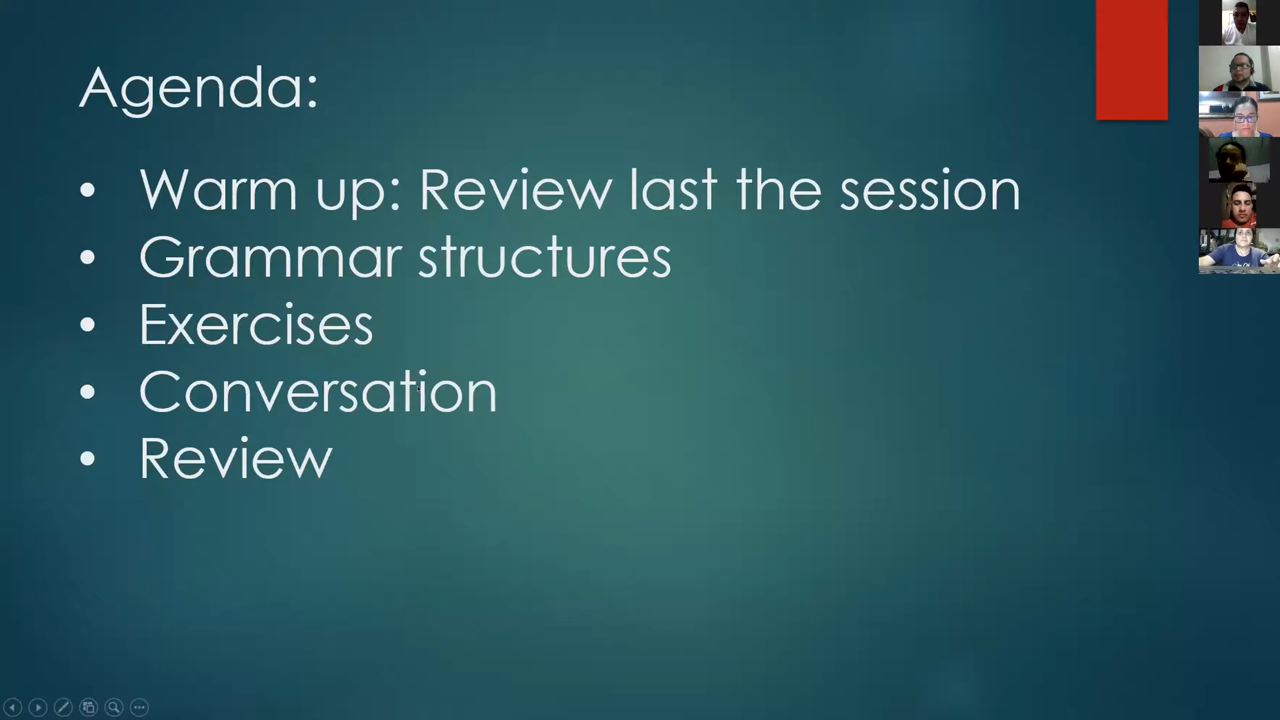 Agenda:
• Warm up: Review last the session
• Grammar structures
• Exercises
• Conversation
• Review